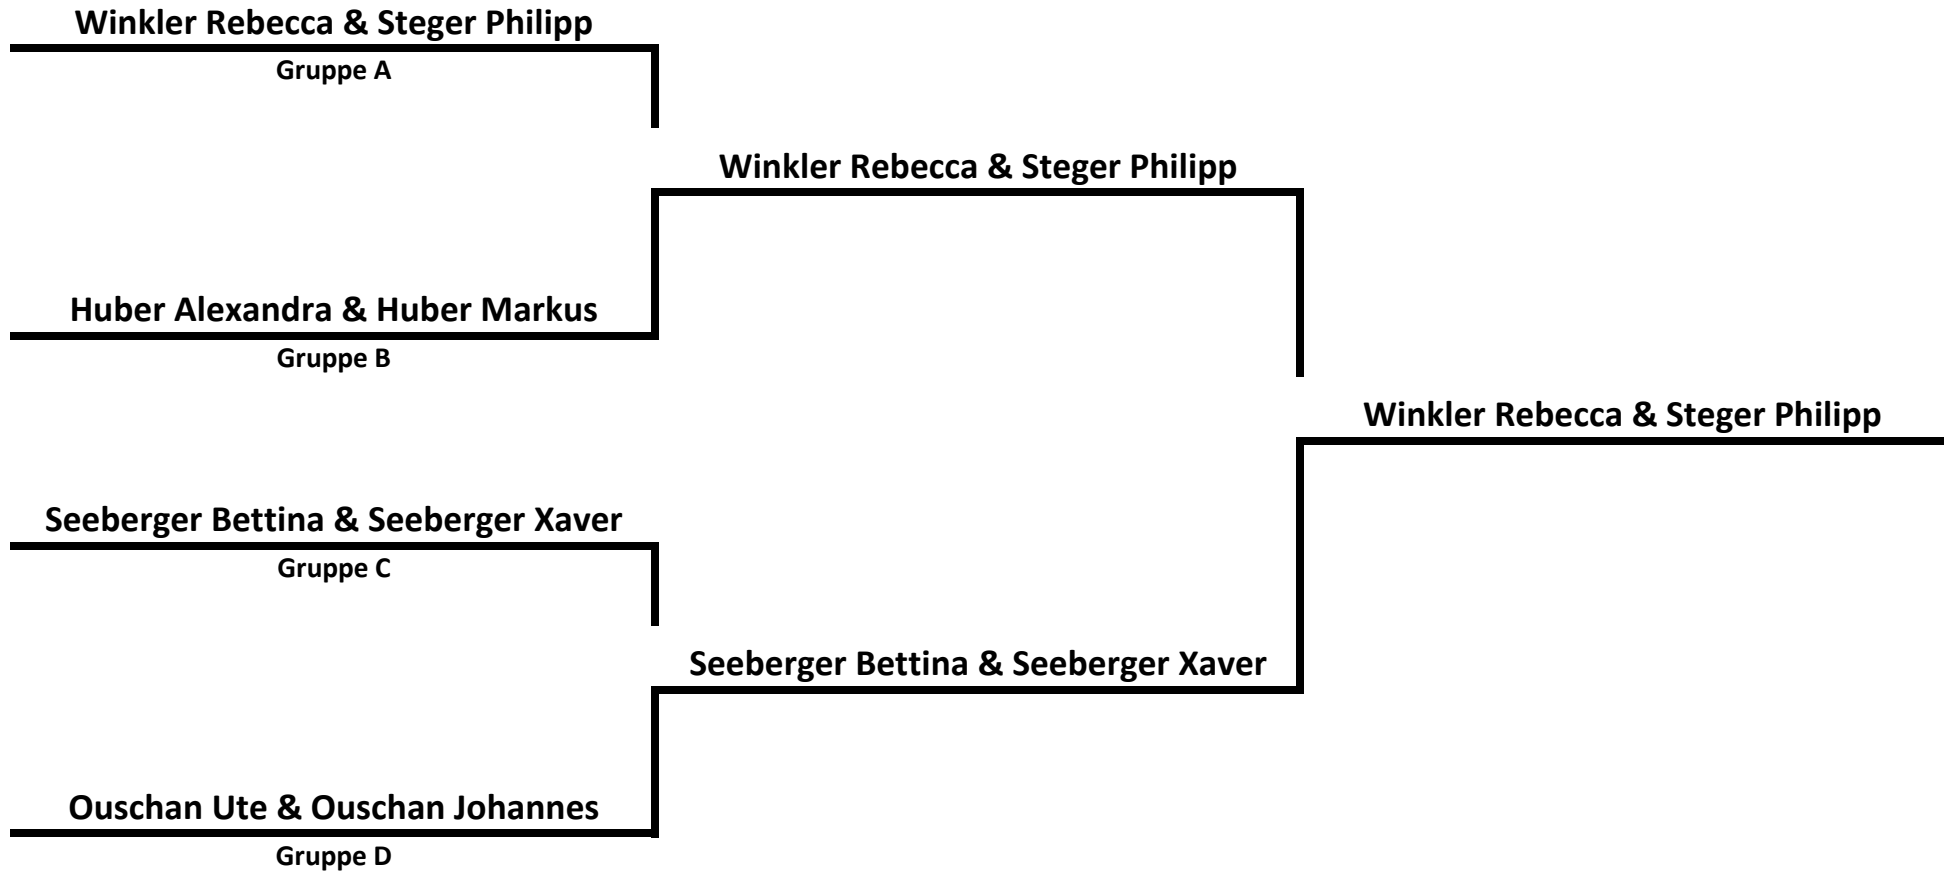 Winkler Rebecca & Steger Philipp
Gruppe A
Winkler Rebecca & Steger Philipp
Huber Alexandra & Huber Markus
Gruppe B
Winkler Rebecca & Steger Philipp
Seeberger Bettina & Seeberger Xaver
Gruppe C
Seeberger Bettina & Seeberger Xaver
Ouschan Ute & Ouschan Johannes
Gruppe D